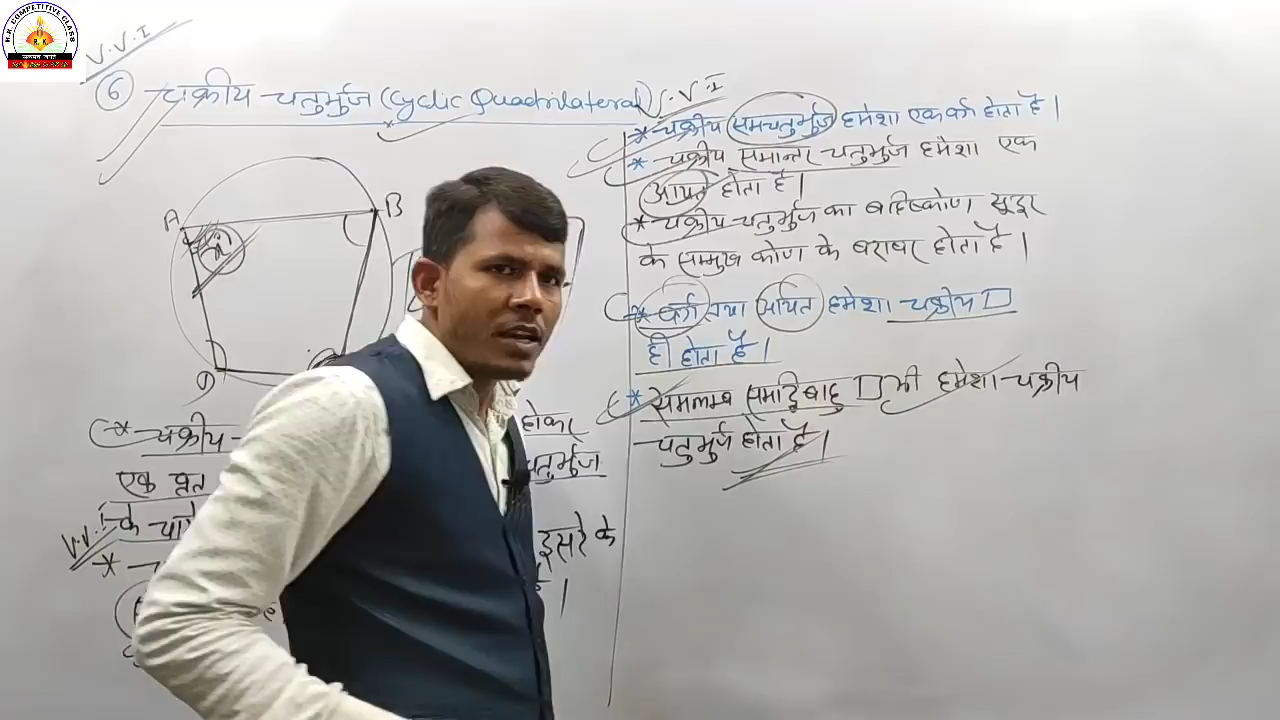 R.K. COMPETITIVE CLASS
R.K
V.V.I
6 चक्रीय चतुर्भुज (Cyclic Quadrilateral)
A
B
D
* चक्रीय
होकर
एक वृत
चतुर्भुज
के चारो
V.V.I
*
दूसरे के
है।
V.V.I
* चक्रीय समचतुर्भुज हमेशा एक वर्ग होता है।
* चक्रीय समान्तर चतुर्भुज हमेशा एक
आयत होता है।
* चक्रीय चतुर्भुज का बहिष्कोण सुदूर
के सम्मुख कोण के बराबर होता है।
* वर्ग तथा आयत हमेशा चक्रीय □
ही होता है।
* समलम्ब समद्विबाहु □ भी हमेशा चक्रीय
चतुर्भुज होता है।